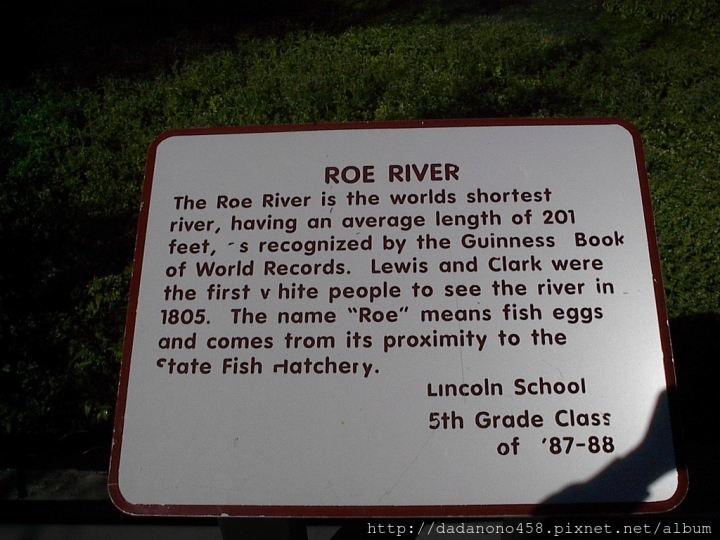 ROE RIVER
The Roe River is the worlds shortest
river, having an average length of 201
feet, -s recognized by the Guinness Book
of World Records. Lewis and Clark were
the first white people to see the river in
1805. The name "Roe" means fish eggs
and comes from its proximity to the
State Fish Hatchery.
Lincoln School
5th Grade Class
of '87-88
http://dadanono458.pixnet.net/album